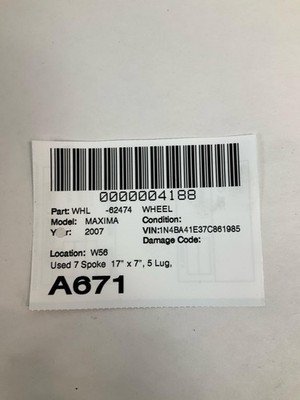 0000004188
Part: WHL -62474 WHEEL
Model: MAXIMA Condition:
Year: 2007 VIN:1N4BA41E37C861985
Damage Code:
Location: W56
Used 7 Spoke 17" x 7", 5 Lug,
A671